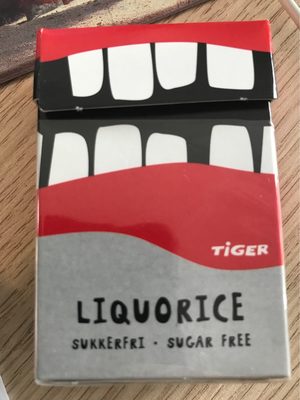 TiGER
LIQUORICE
SUKKERFRI · SUGAR FREE